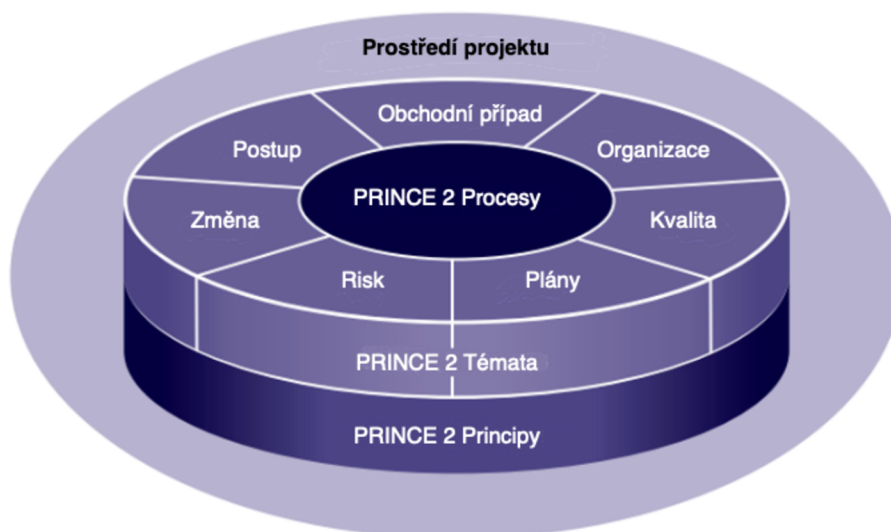 Prostředí projektu
Obchodní případ
Postup
Organizace
PRINCE 2 Procesy
Změna
Kvalita
Risk
Plány
PRINCE 2 Témata
PRINCE 2 Principy